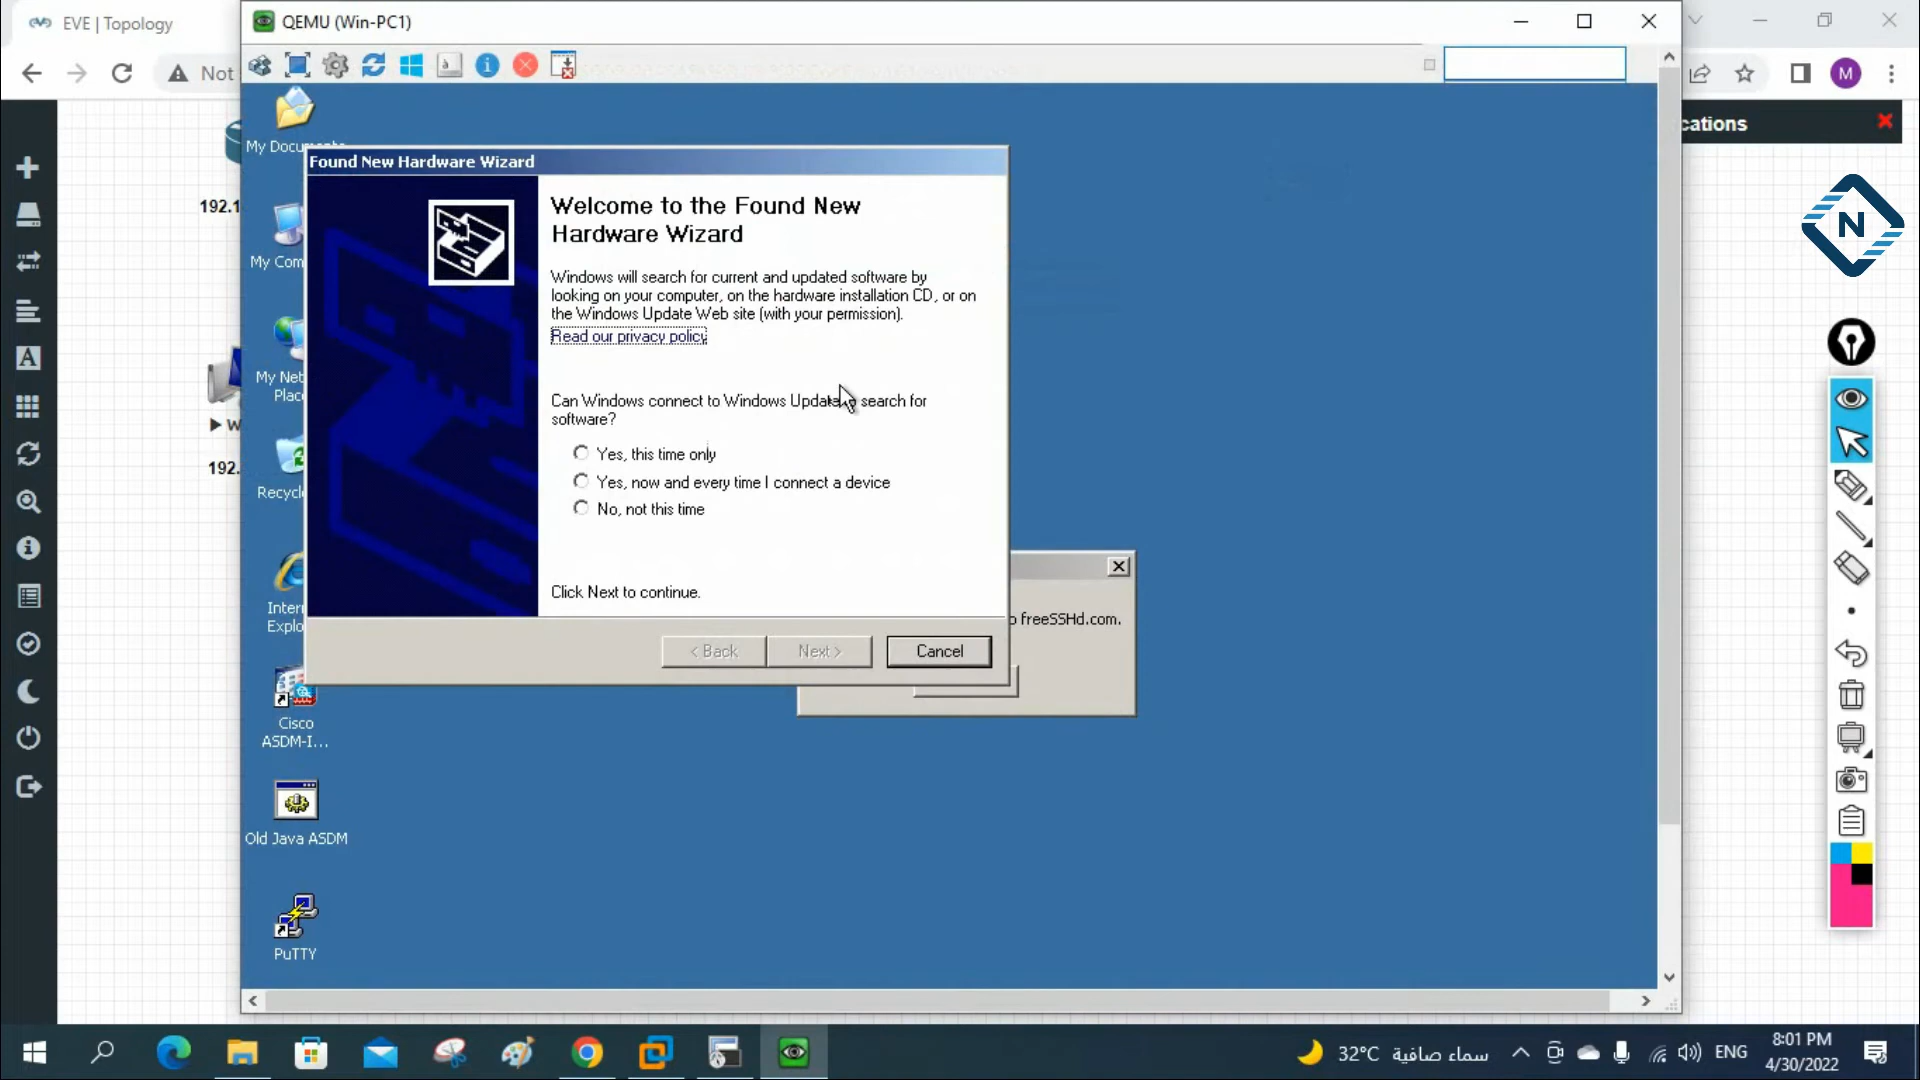 EVE | Topology
QEMU (Win-PC1)
Not
M
cations
My Docu
192.1
Found New Hardware Wizard
Welcome to the Found New
Hardware Wizard
N
Windows will search for current and updated software by
looking on your computer, on the hardware installation CD, or on
the Windows Update Web site (with your permission).
Read our privacy policy
My Com
My Net
Plac
Can Windows connect to Windows Update search for
software?
W
192.
Yes, this time only
Yes, now and every time I connect a device
No, not this time
Recycl
Click Next to continue.
Inter
Explo
o freeSSHd.com.
< Back
Next >
Cancel
Cisco
ASDM-I...
Old Java ASDM
PuTTY
32°C سماء صافية
ENG
8:01 PM
4/30/2022